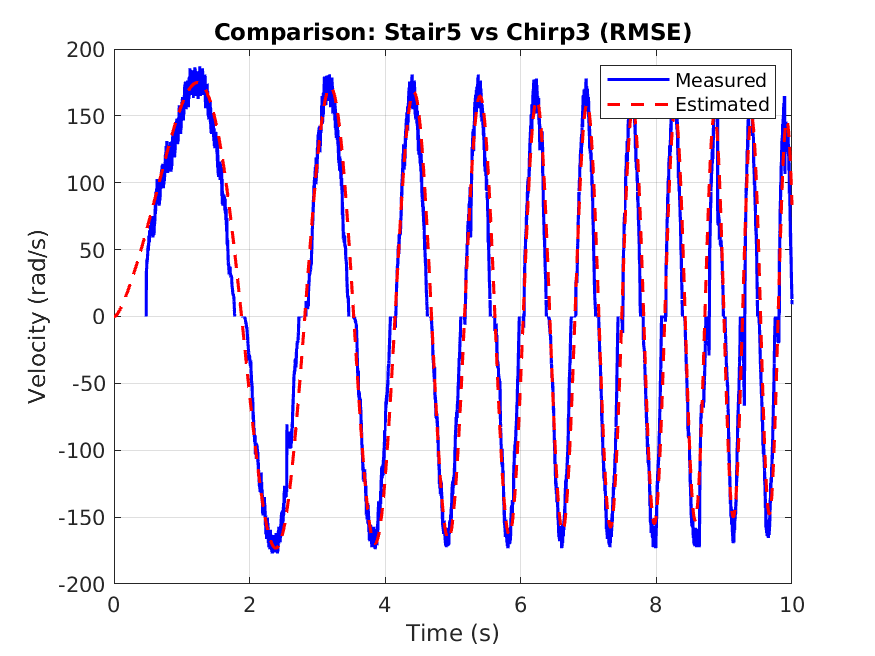 Comparison: Stair5 vs Chirp3 (RMSE)
Measured
Estimated
Velocity (rad/s)
200
150
100
50
0
-50
-100
-150
-200
0 2 4 6 8 10
Time (s)